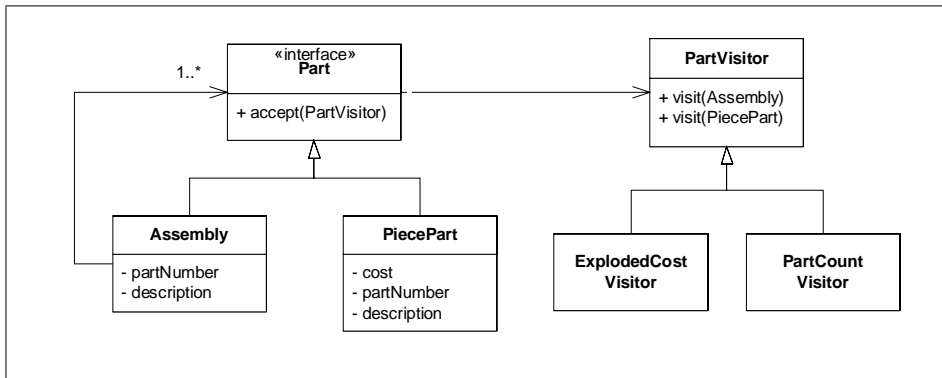 «interface»
Part
+ accept(PartVisitor)
1..*
PartVisitor
+ visit(Assembly)
+ visit(PiecePart)
Assembly
- partNumber
- description
PiecePart
- cost
- partNumber
- description
ExplodedCost
Visitor
PartCount
Visitor